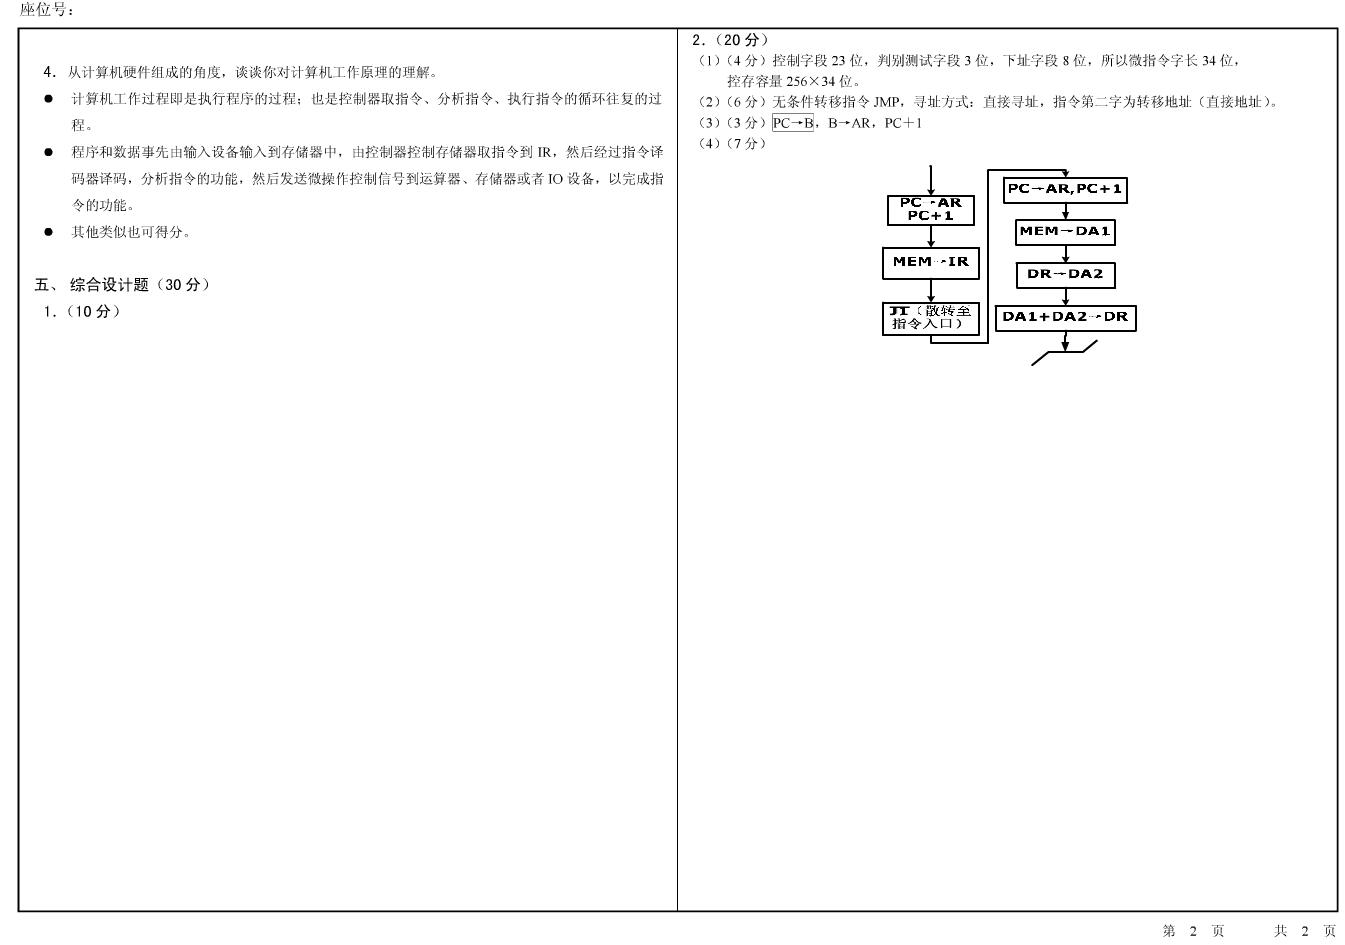 座位号：
4. 从计算机硬件组成的角度，谈谈你对计算机工作原理的理解。
● 计算机工作过程即是执行程序的过程；也是控制器取指令、分析指令、执行指令的循环往复的过
程。
● 程序和数据事先由输入设备输入到存储器中，由控制器控制存储器取指令到 IR，然后经过指令译
码器译码，分析指令的功能，然后发送微操作控制信号到运算器、存储器或者 IO 设备，以完成指
令的功能。
● 其他类似也可得分。
五、 综合设计题（30 分）
1.（10 分）
2.（20 分）
（1）（4 分）控制字段 23 位，判别测试字段 3 位，下址字段 8 位，所以微指令字长 34 位，
控存容量 256×34 位。
（2）（6 分）无条件转移指令 JMP，寻址方式：直接寻址，指令第二字为转移地址（直接地址）。
（3）（3 分）PC→B，B→AR，PC＋1
（4）（7 分）
PC→AR
PC+1
MEM→IR
J1（散转至
指令入口）
PC→AR,PC+1
MEM→DA1
DR→DA2
DA1+DA2→DR
第 2 页 共 2 页